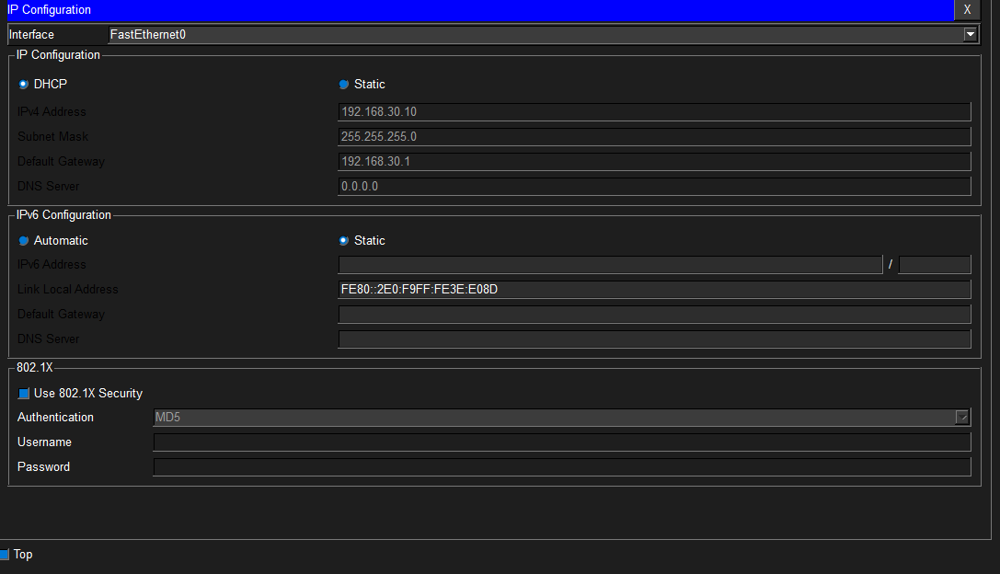 IP Configuration X
Interface FastEthernet0
IP Configuration
DHCP Static
IPv4 Address 192.168.30.10
Subnet Mask 255.255.255.0
Default Gateway 192.168.30.1
DNS Server 0.0.0.0
IPv6 Configuration
Automatic Static
IPv6 Address /
Link Local Address FE80::2E0:F9FF:FE3E:E08D
Default Gateway
DNS Server
802.1X
Use 802.1X Security
Authentication MD5
Username
Password
Top